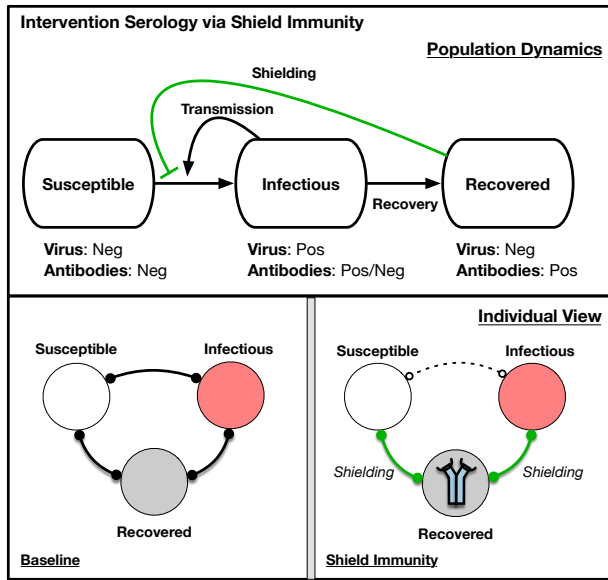 Intervention Serology via Shield Immunity
Population Dynamics
Shielding
Transmission
Susceptible
Infectious
Recovered
Recovery
Virus: Neg
Antibodies: Neg
Virus: Pos
Antibodies: Pos/Neg
Virus: Neg
Antibodies: Pos
Susceptible
Infectious
Recovered
Baseline
Individual View
Susceptible
Infectious
Shielding
Shielding
Recovered
Shield Immunity